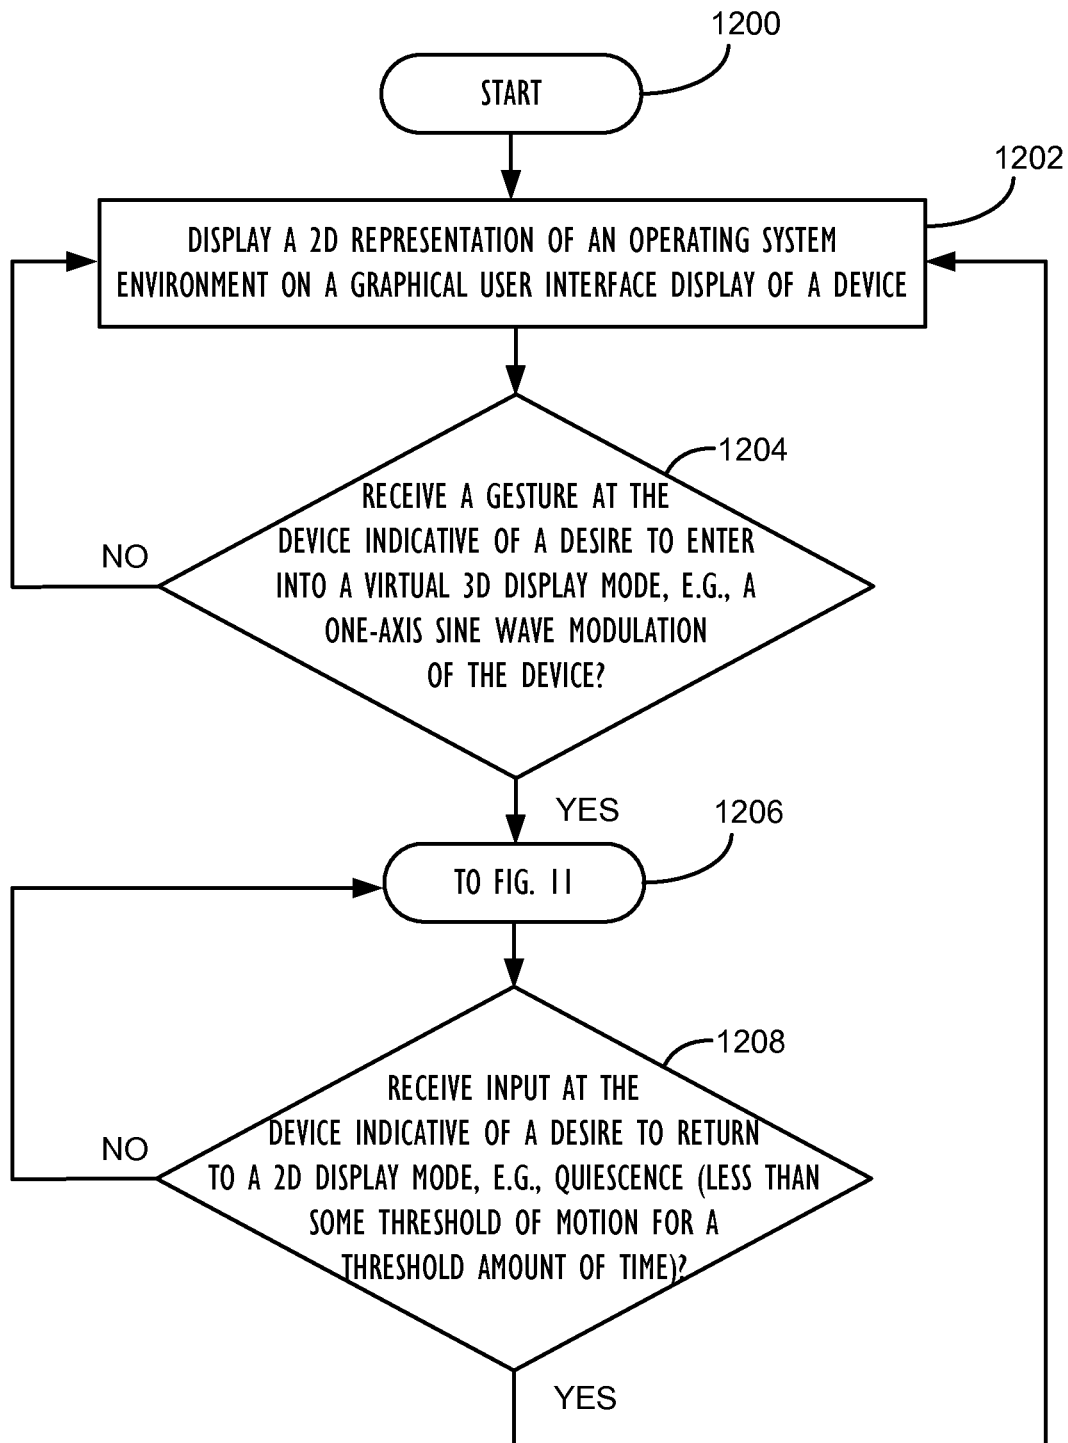 1200
START
1202
DISPLAY A 2D REPRESENTATION OF AN OPERATING SYSTEM
ENVIRONMENT ON A GRAPHICAL USER INTERFACE DISPLAY OF A DEVICE
1204
RECEIVE A GESTURE AT THE
DEVICE INDICATIVE OF A DESIRE TO ENTER
INTO A VIRTUAL 3D DISPLAY MODE, E.G., A
ONE-AXIS SINE WAVE MODULATION
OF THE DEVICE?
NO
YES
1206
TO FIG. 11
1208
RECEIVE INPUT AT THE
DEVICE INDICATIVE OF A DESIRE TO RETURN
TO A 2D DISPLAY MODE, E.G., QUIESCENCE (LESS THAN
SOME THRESHOLD OF MOTION FOR A
THRESHOLD AMOUNT OF TIME)?
NO
YES